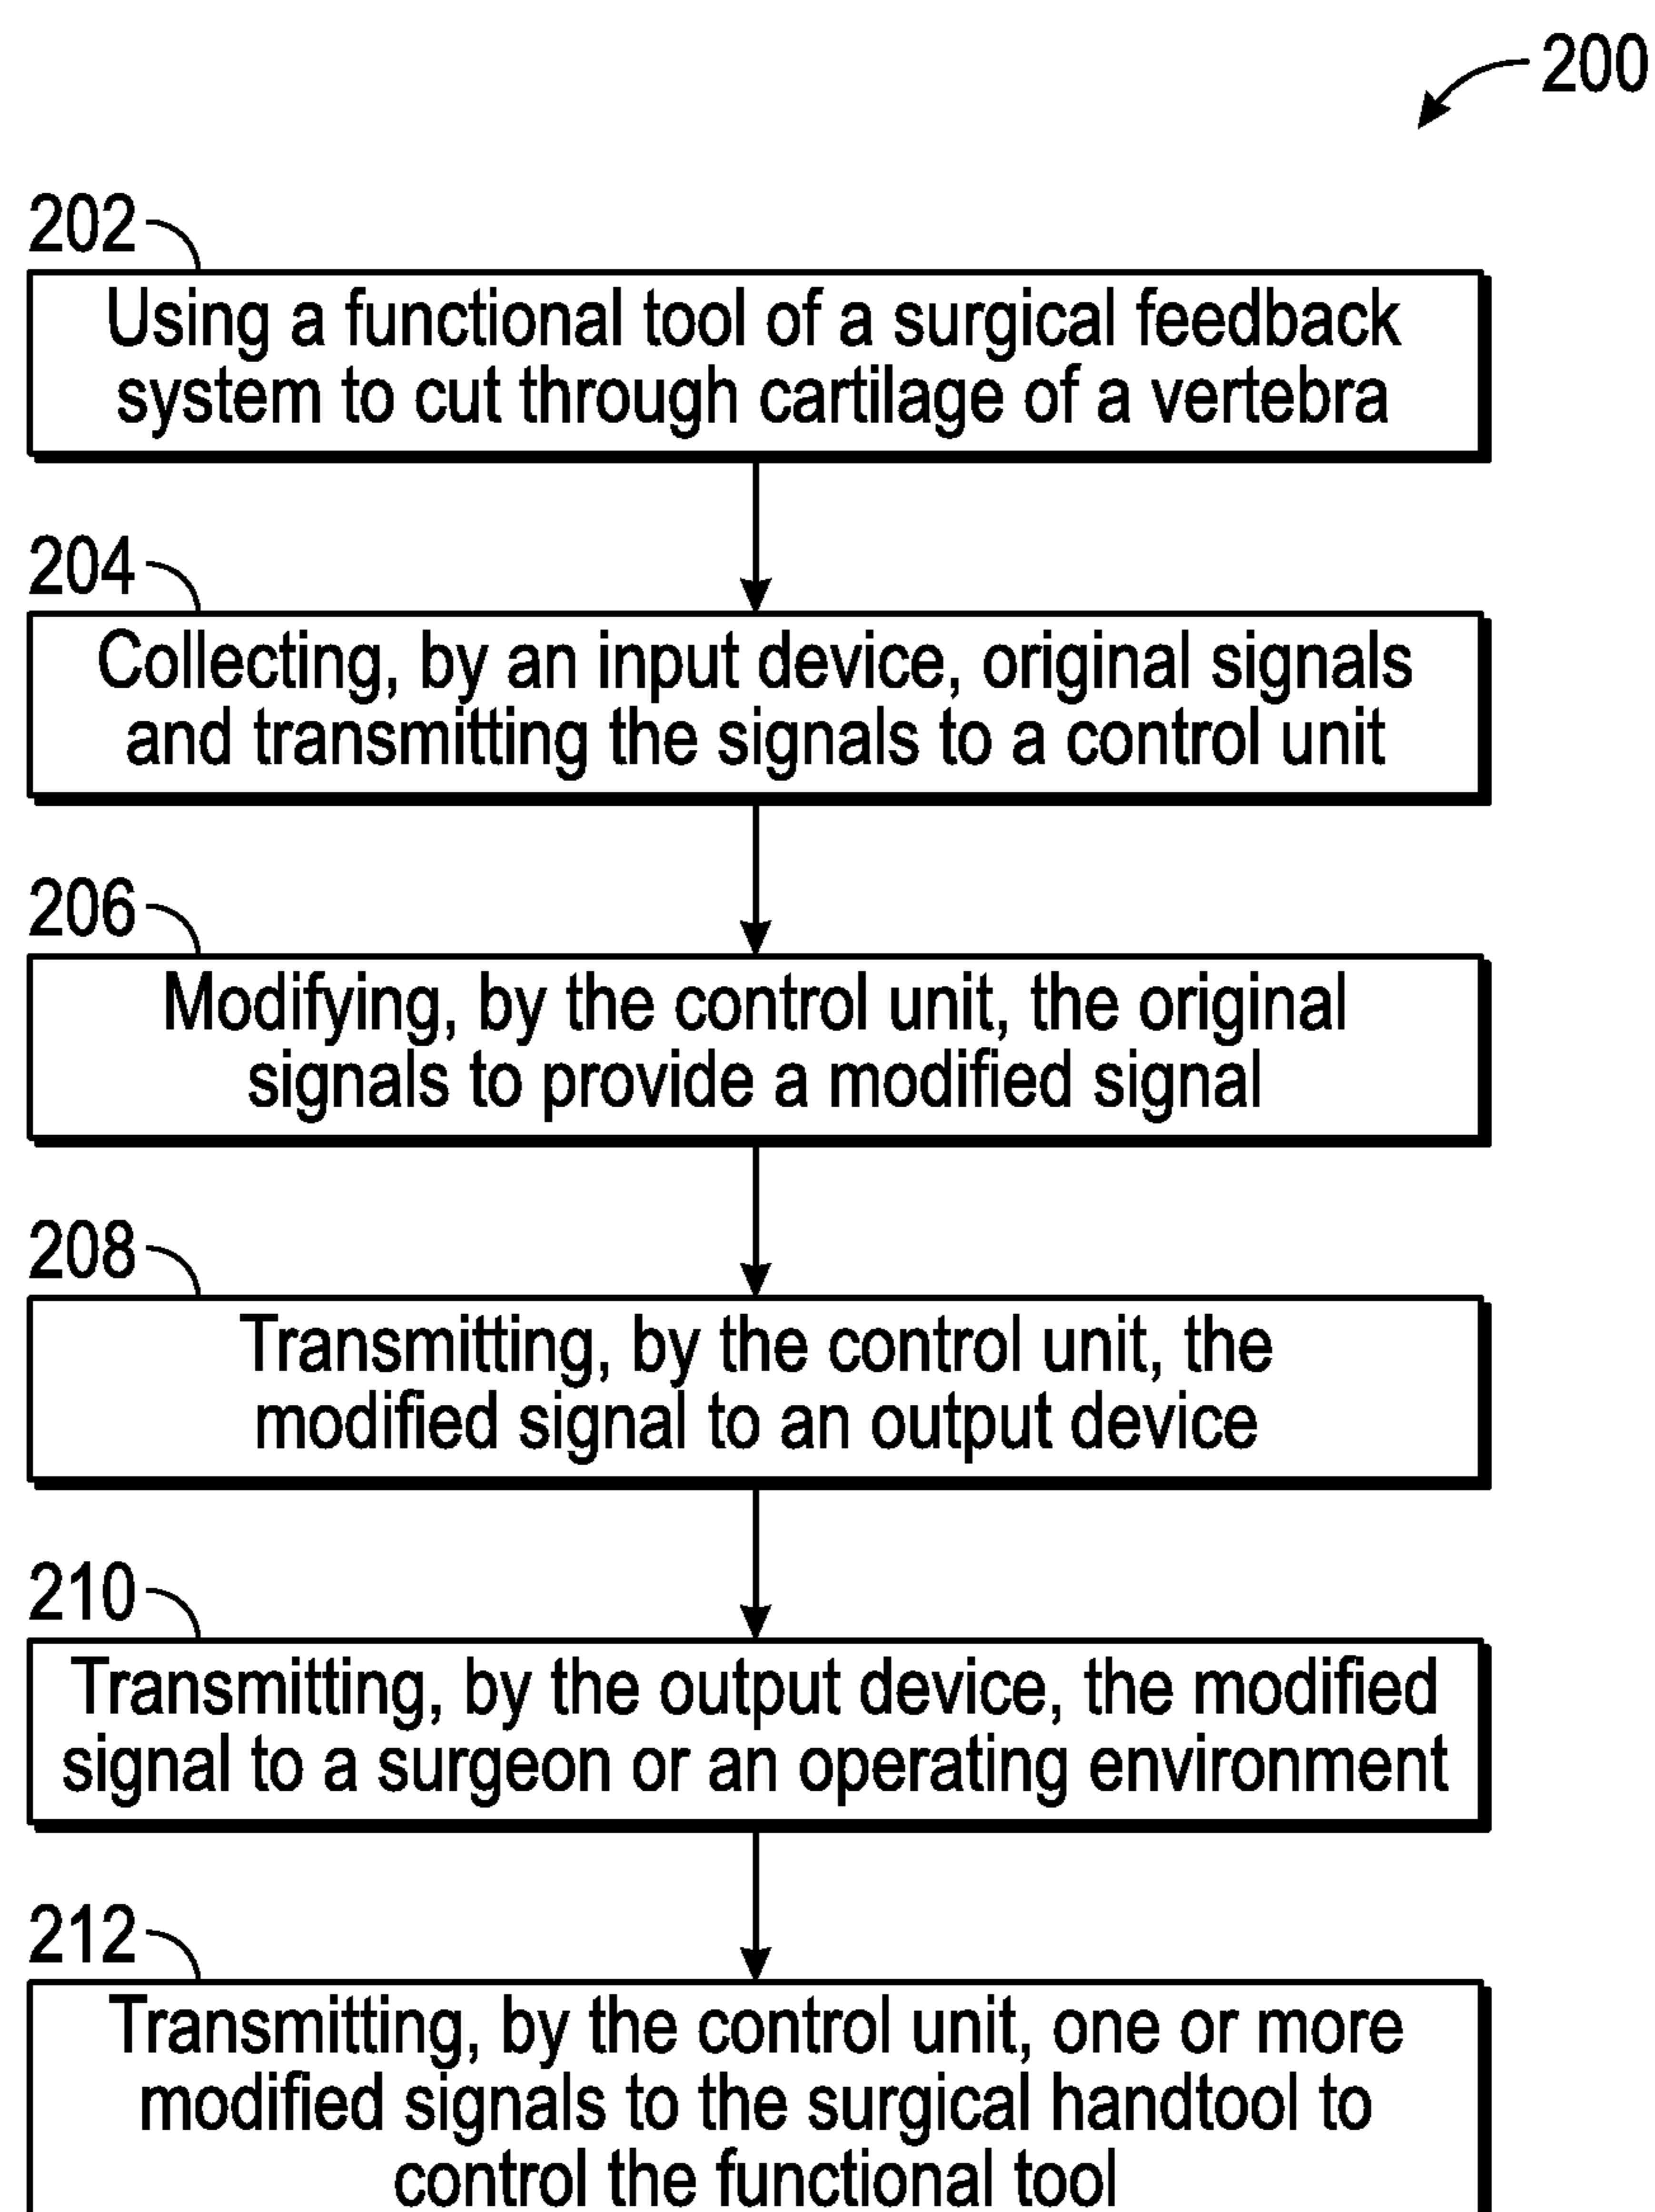 200
202
Using a functional tool of a surgical feedback
system to cut through cartilage of a vertebra
204
Collecting, by an input device, original signals
and transmitting the signals to a control unit
206
Modifying, by the control unit, the original
signals to provide a modified signal
208
Transmitting, by the control unit, the
modified signal to an output device
210
Transmitting, by the output device, the modified
signal to a surgeon or an operating environment
212
Transmitting, by the control unit, one or more
modified signals to the surgical handtool to
control the functional tool